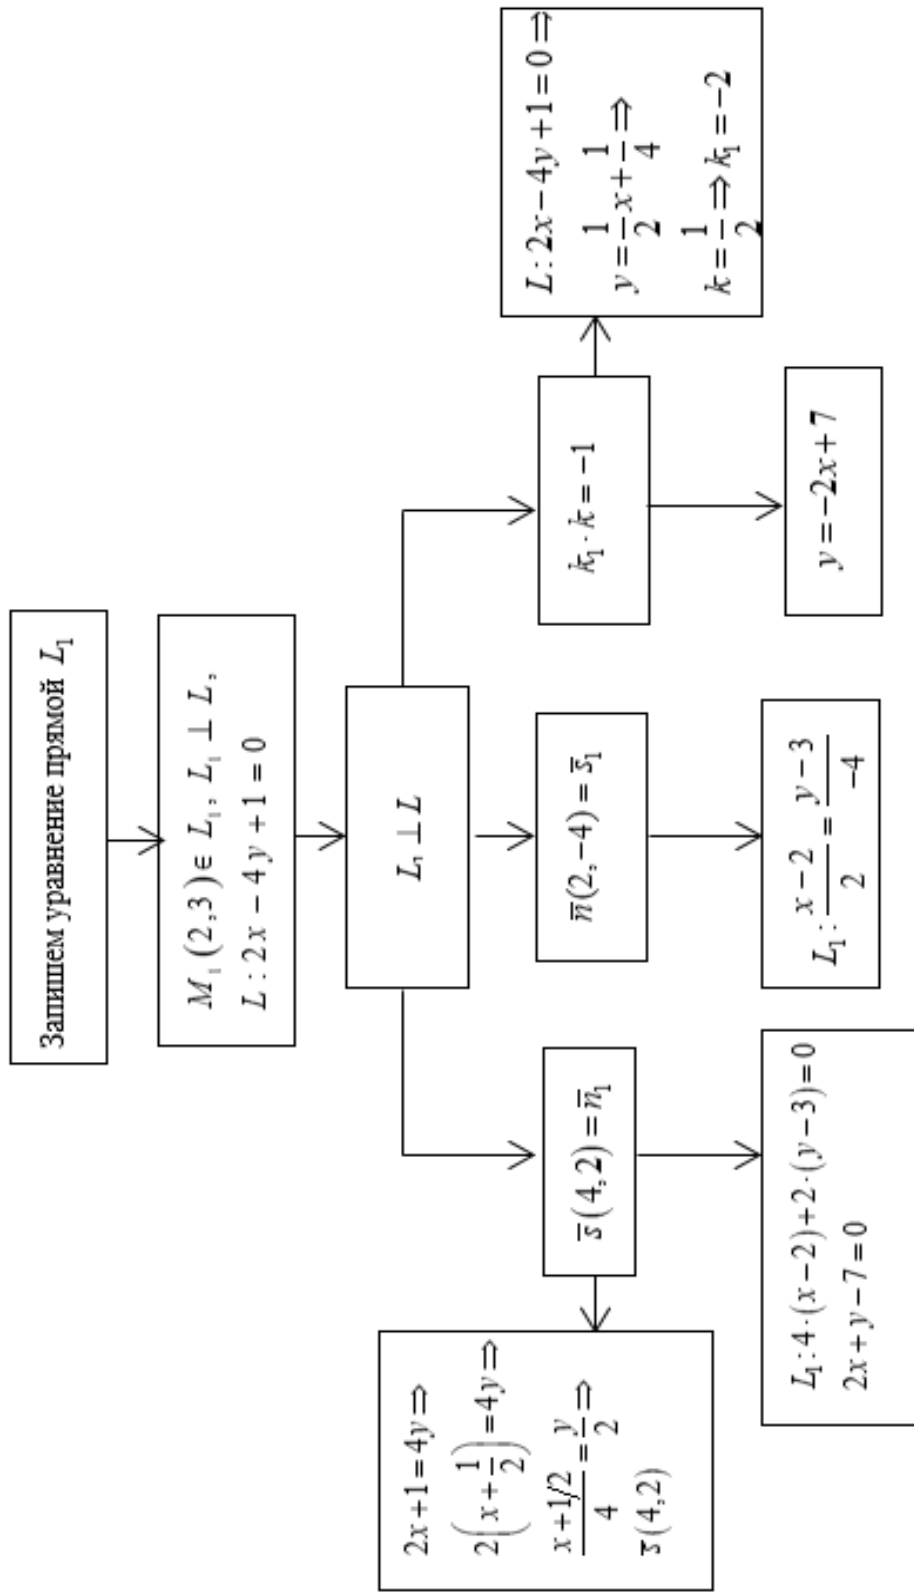 Запишем уравнение прямой L₁
M₁(2,3)∈ L₁, L₁ ⊥ L,
L : 2x − 4y + 1 = 0
L₁ ⊥ L
s̅(4,2) = n̅₁
n̅(2,−4) = s̅₁
k₁ · k = −1
2x + 1 = 4y ⇒
2(x + 1/2) = 4y ⇒
(x + 1/2)/4 = y/2 ⇒
s̅(4,2)
L : 2x − 4y + 1 = 0 ⇒
y = 1/2 x + 1/4 ⇒
k = 1/2 ⇒ k₁ = −2
L₁ : 4·(x − 2) + 2·(y − 3) = 0
2x + y − 7 = 0
L₁ : (x − 2)/2 = (y − 3)/−4
y = −2x + 7